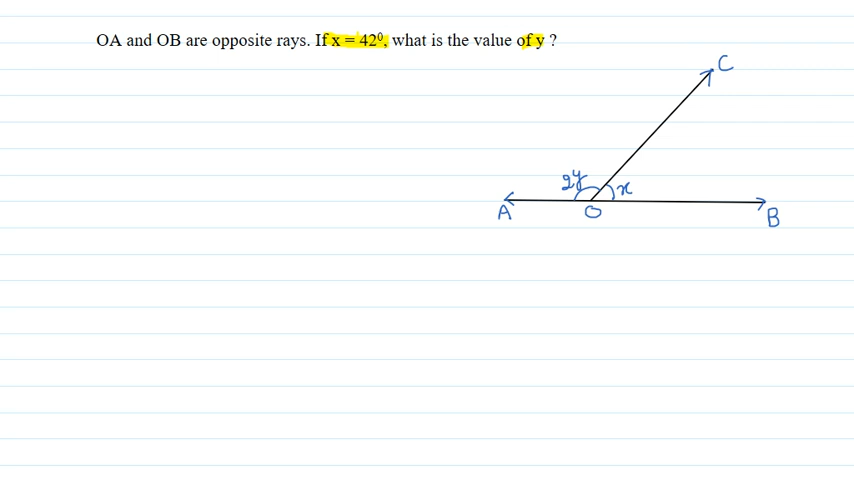 OA and OB are opposite rays. If x = 42⁰, what is the value of y ?
C
2y
x
A
O
B